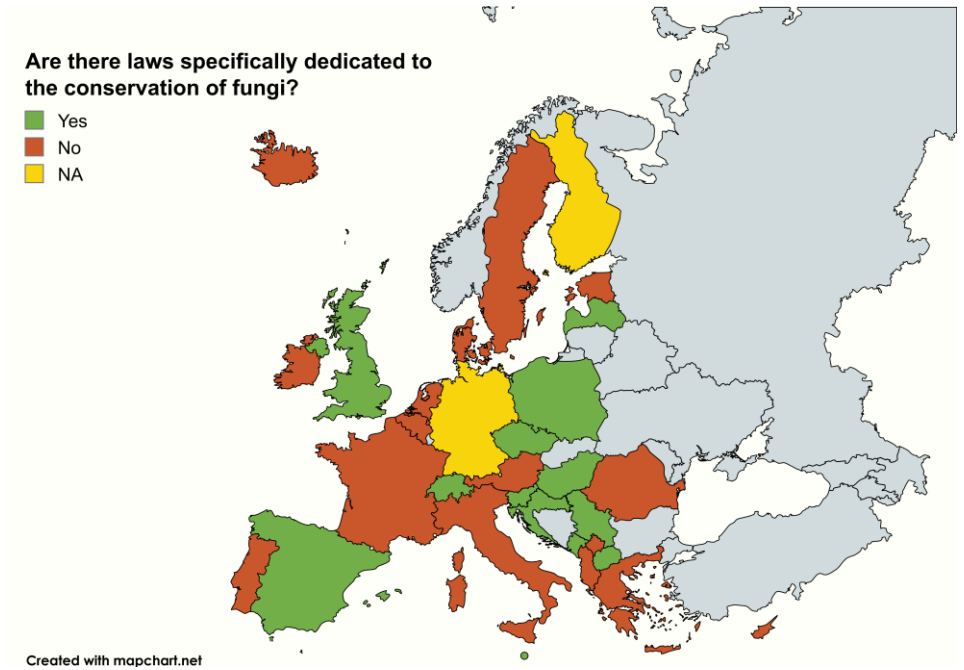 Are there laws specifically dedicated to
the conservation of fungi?
Yes
No
NA
Created with mapchart.net